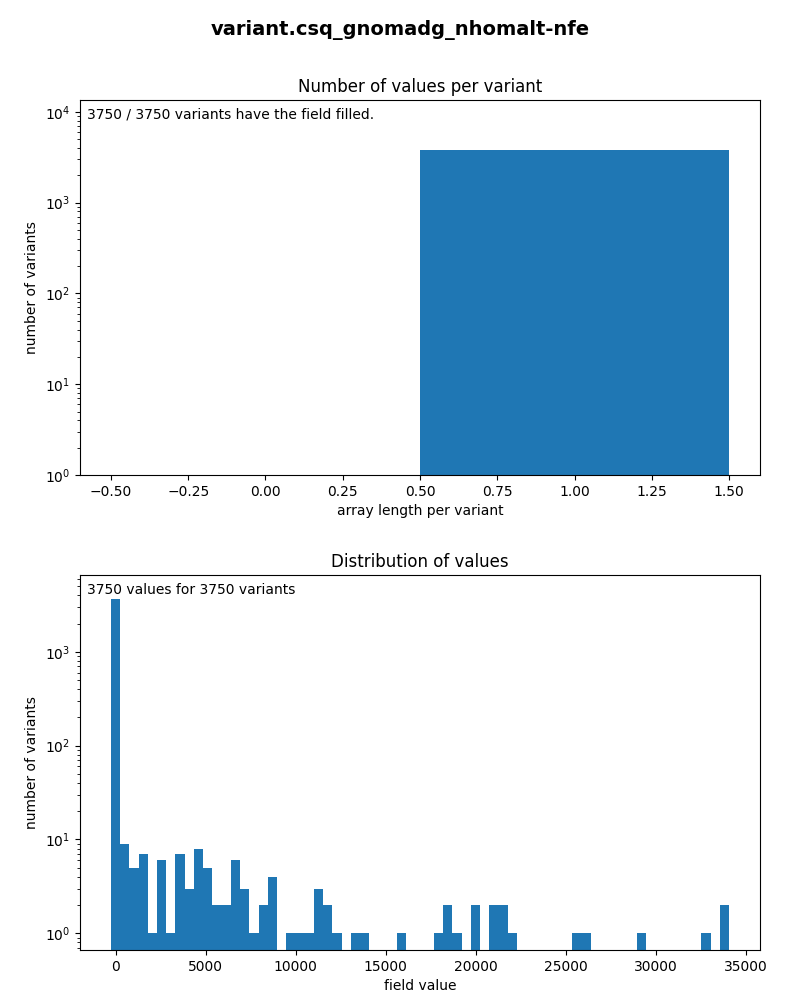 variant.csq_gnomadg_nhomalt-nfe
Number of values per variant
3750 / 3750 variants have the field filled.
number of variants
10⁴
10³
10²
10¹
10⁰
−0.50 −0.25 0.00 0.25 0.50 0.75 1.00 1.25 1.50
array length per variant
Distribution of values
3750 values for 3750 variants
number of variants
10³
10²
10¹
10⁰
0 5000 10000 15000 20000 25000 30000 35000
field value